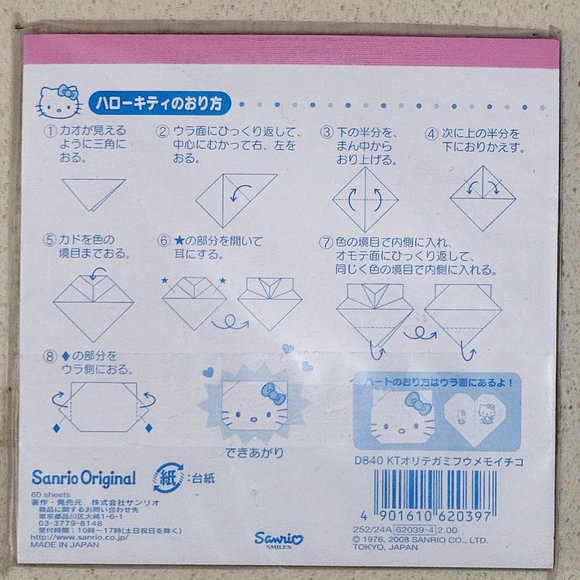 ハローキティのおり方
①カオが見える
ように三角に
おる。
②ウラ面にひっくり返して、
中心にむかって右、左を
おる。
③下の半分を、
まん中から
おり上げる。
④次に上の半分を
下におりかえす。
⑤カドを色の
境目までおる。
⑥★の部分を開いて
耳にする。
⑦色の境目で内側に入れ、
オモテ面にひっくり返して、
同じく色の境目で内側に入れる。
⑧♦の部分を
ウラ側におる。
できあがり
ハートのおり方はウラ面にあるよ!
Sanrio Original
紙:台紙
60 sheets
著作・発売元 株式会社サンリオ
商品に関するお問い合わせ先
東京都品川区大崎1-6-1
03-3779-8148
受付時間:10時〜17時(土日祝日を除く)
http://www.sanrio.co.jp/
MADE IN JAPAN
Sanrio
SMILES
D840 KTオリテガミフウメモイチコ
4 901610 620397
252/24A 62039-4 2.00
© 1976, 2008 SANRIO CO., LTD.
TOKYO, JAPAN